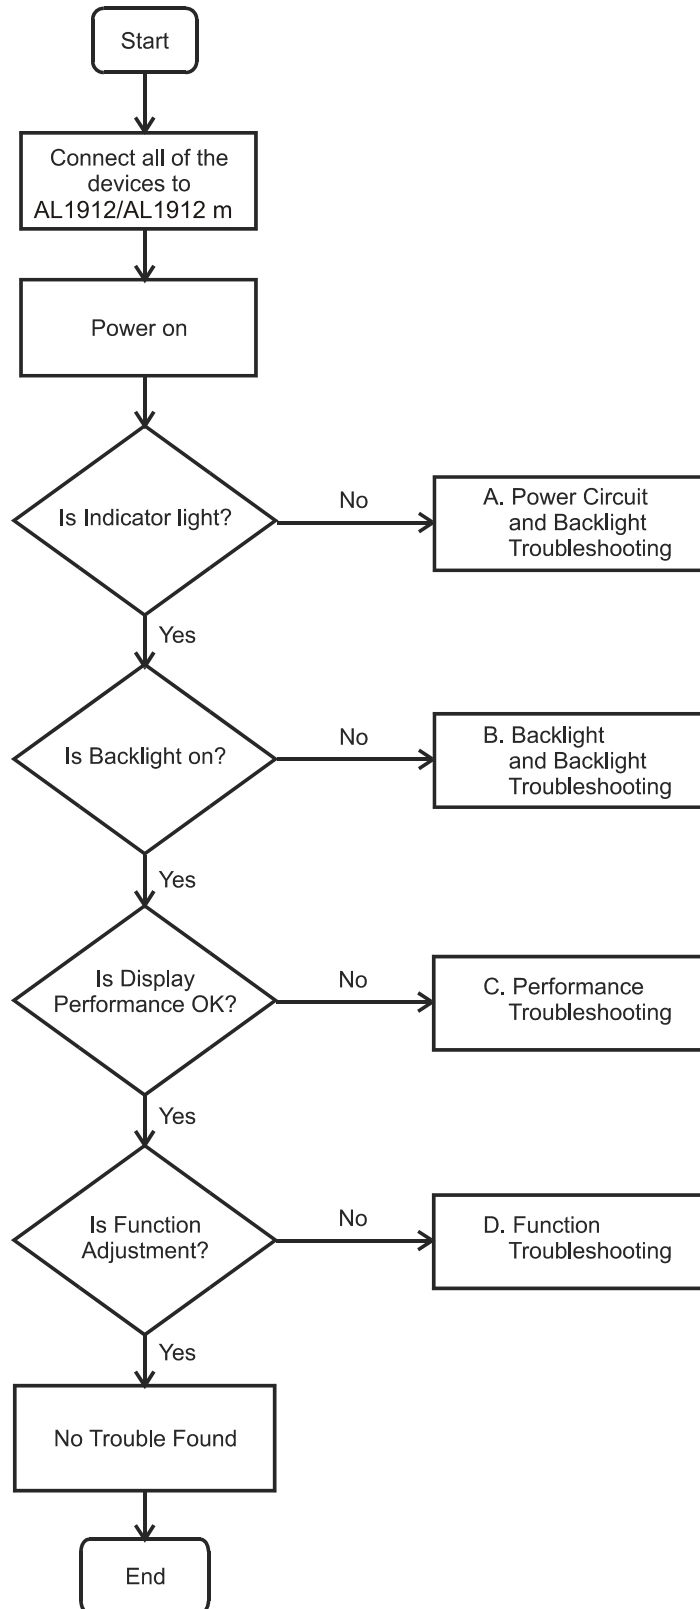 Start
Connect all of the
devices to
AL1912/AL1912 m
Power on
Is Indicator light?
No
A. Power Circuit
and Backlight
Troubleshooting
Yes
Is Backlight on?
No
B. Backlight
and Backlight
Troubleshooting
Yes
Is Display
Performance OK?
No
C. Performance
Troubleshooting
Yes
Is Function
Adjustment?
No
D. Function
Troubleshooting
Yes
No Trouble Found
End